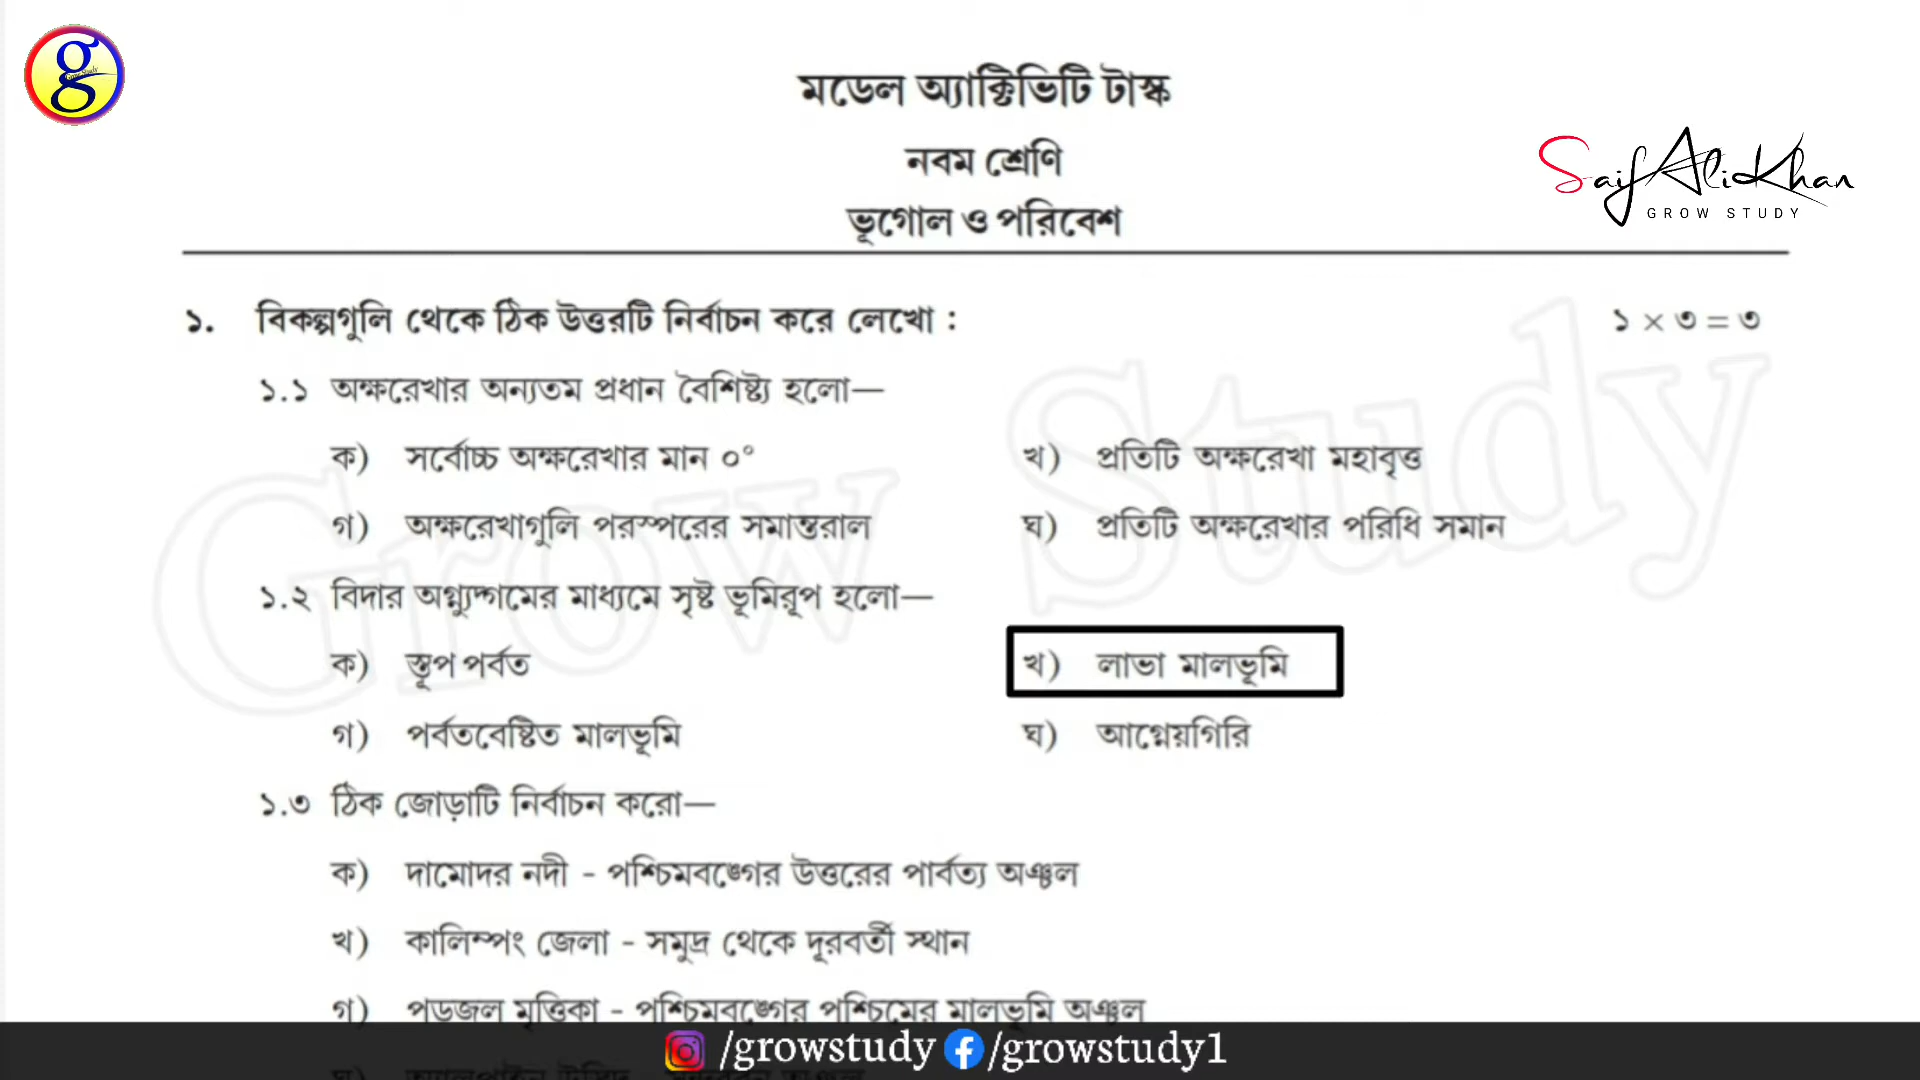 g
মডেল অ্যাক্টিভিটি টাস্ক
নবম শ্রেণি
ভূগোল ও পরিবেশ
Saif Ali Khan
GROW STUDY
১. বিকল্পগুলি থেকে ঠিক উত্তরটি নির্বাচন করে লেখো : ১ × ৩ = ৩
১.১ অক্ষরেখার অন্যতম প্রধান বৈশিষ্ট্য হলো—
ক) সর্বোচ্চ অক্ষরেখার মান ০° খ) প্রতিটি অক্ষরেখা মহাবৃত্ত
গ) অক্ষরেখাগুলি পরস্পরের সমান্তরাল ঘ) প্রতিটি অক্ষরেখার পরিধি সমান
১.২ বিদার অগ্ন্যুদ্গমের মাধ্যমে সৃষ্ট ভূমিরূপ হলো—
ক) স্তূপ পর্বত খ) লাভা মালভূমি
গ) পর্বতবেষ্টিত মালভূমি ঘ) আগ্নেয়গিরি
১.৩ ঠিক জোড়াটি নির্বাচন করো—
ক) দামোদর নদী - পশ্চিমবঙ্গের উত্তরের পার্বত্য অঞ্চল
খ) কালিম্পং জেলা - সমুদ্র থেকে দূরবর্তী স্থান
গ) পডজল মৃত্তিকা - পশ্চিমবঙ্গের পশ্চিমের মালভূমি অঞ্চল
Grow Study
/growstudy /growstudy1